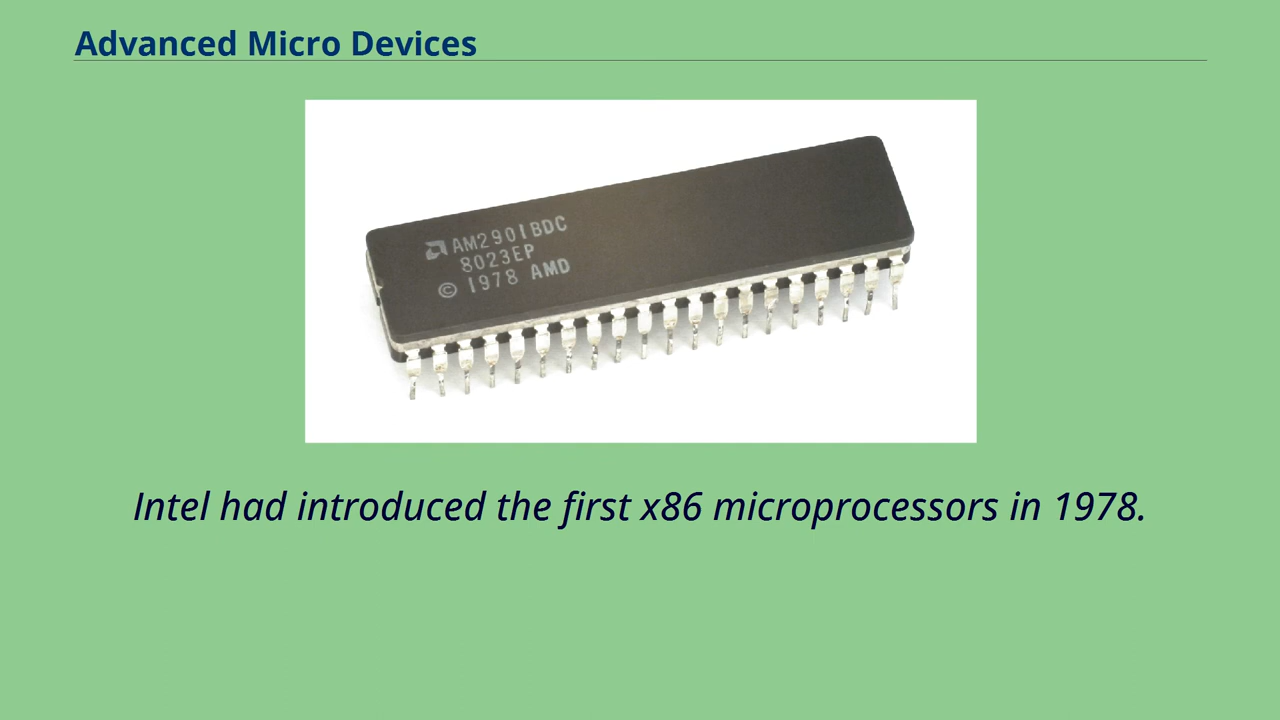 Advanced Micro Devices
AM2901BDC
8023EP
© 1978 AMD
Intel had introduced the first x86 microprocessors in 1978.